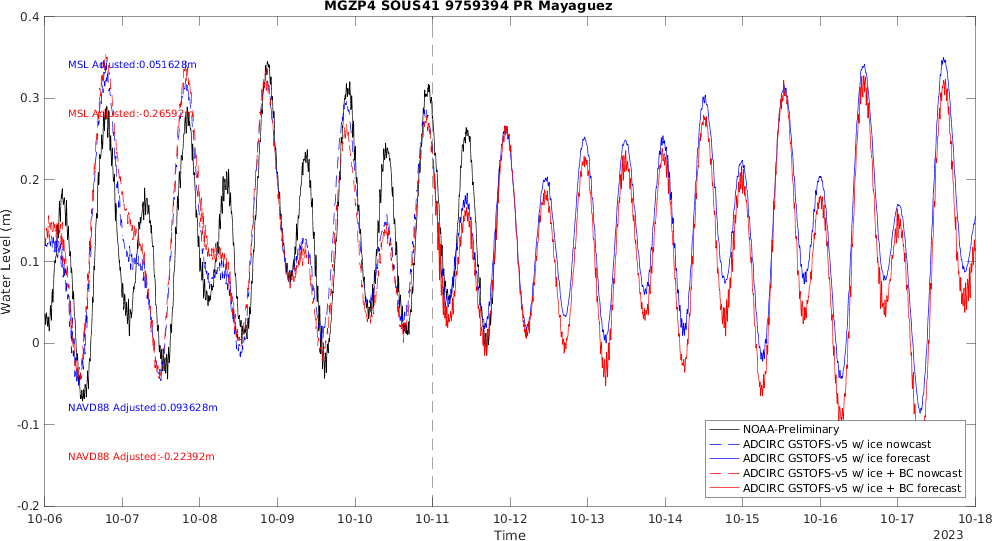 MGZP4 SOUS41 9759394 PR Mayaguez
Water Level (m)
0.4
0.3
0.2
0.1
0
-0.1
-0.2
MSL Adjusted:0.051628m
MSL Adjusted:-0.26592m
NAVD88 Adjusted:0.093628m
NAVD88 Adjusted:-0.22392m
NOAA-Preliminary
ADCIRC GSTOFS-v5 w/ ice nowcast
ADCIRC GSTOFS-v5 w/ ice forecast
ADCIRC GSTOFS-v5 w/ ice + BC nowcast
ADCIRC GSTOFS-v5 w/ ice + BC forecast
10-06 10-07 10-08 10-09 10-10 10-11 10-12 10-13 10-14 10-15 10-16 10-17 10-18
Time
2023